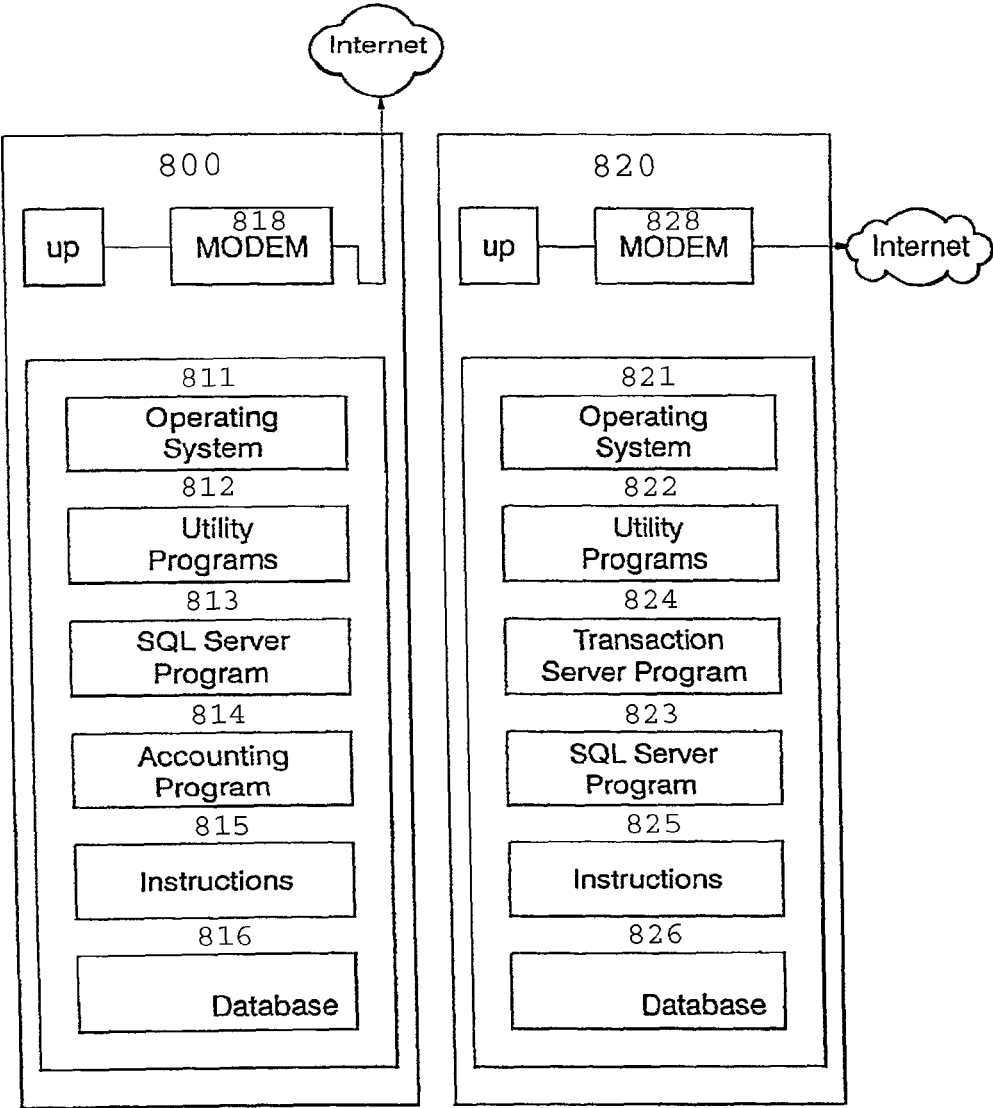 Internet
800
up
818
MODEM
811
Operating
System
812
Utility
Programs
813
SQL Server
Program
814
Accounting
Program
815
Instructions
816
Database
820
up
828
MODEM
Internet
821
Operating
System
822
Utility
Programs
824
Transaction
Server Program
823
SQL Server
Program
825
Instructions
826
Database